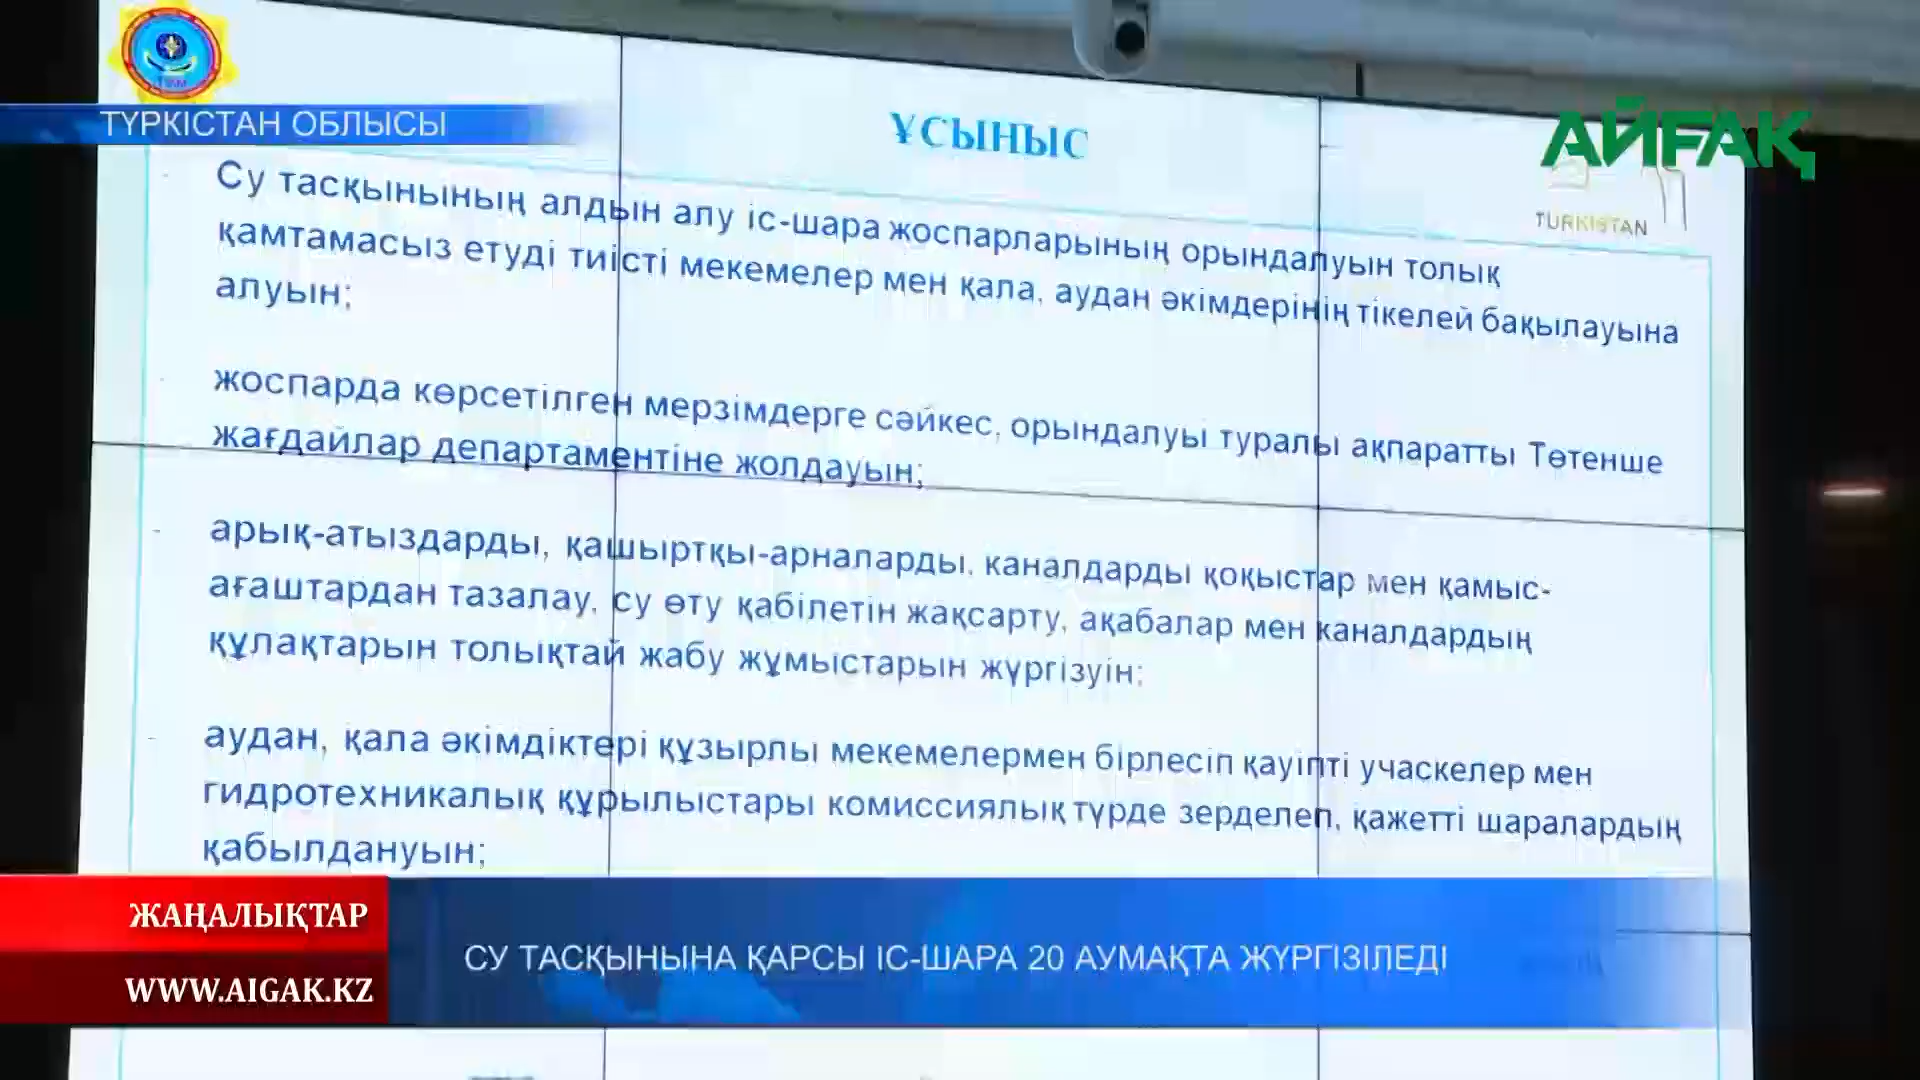 ТҮРКІСТАН ОБЛЫСЫ
ҰСЫНЫС
АЙҒАҚ
TURKISTAN
Су тасқынының алдын алу іс-шара жоспарларының орындалуын толық
қамтамасыз етуді тиісті мекемелер мен қала, аудан әкімдерінің тікелей бақылауына
алуын;
- жоспарда көрсетілген мерзімдерге сәйкес, орындалуы туралы ақпаратты Төтенше
жағдайлар департаментіне жолдауын;
- арық-атыздарды, қашыртқы-арналарды, каналдарды қоқыстар мен қамыс-
ағаштардан тазалау, су өту қабілетін жақсарту, ақабалар мен каналдардың
құлақтарын толықтай жабу жұмыстарын жүргізуін;
- аудан, қала әкімдіктері құзырлы мекемелермен бірлесіп қауіпті учаскелер мен
гидротехникалық құрылыстары комиссиялық түрде зерделеп, қажетті шаралардың
қабылдануын;
ЖАҢАЛЫҚТАР
WWW.AIGAK.KZ
СУ ТАСҚЫНЫНА ҚАРСЫ ІС-ШАРА 20 АУМАҚТА ЖҮРГІЗІЛЕДІ